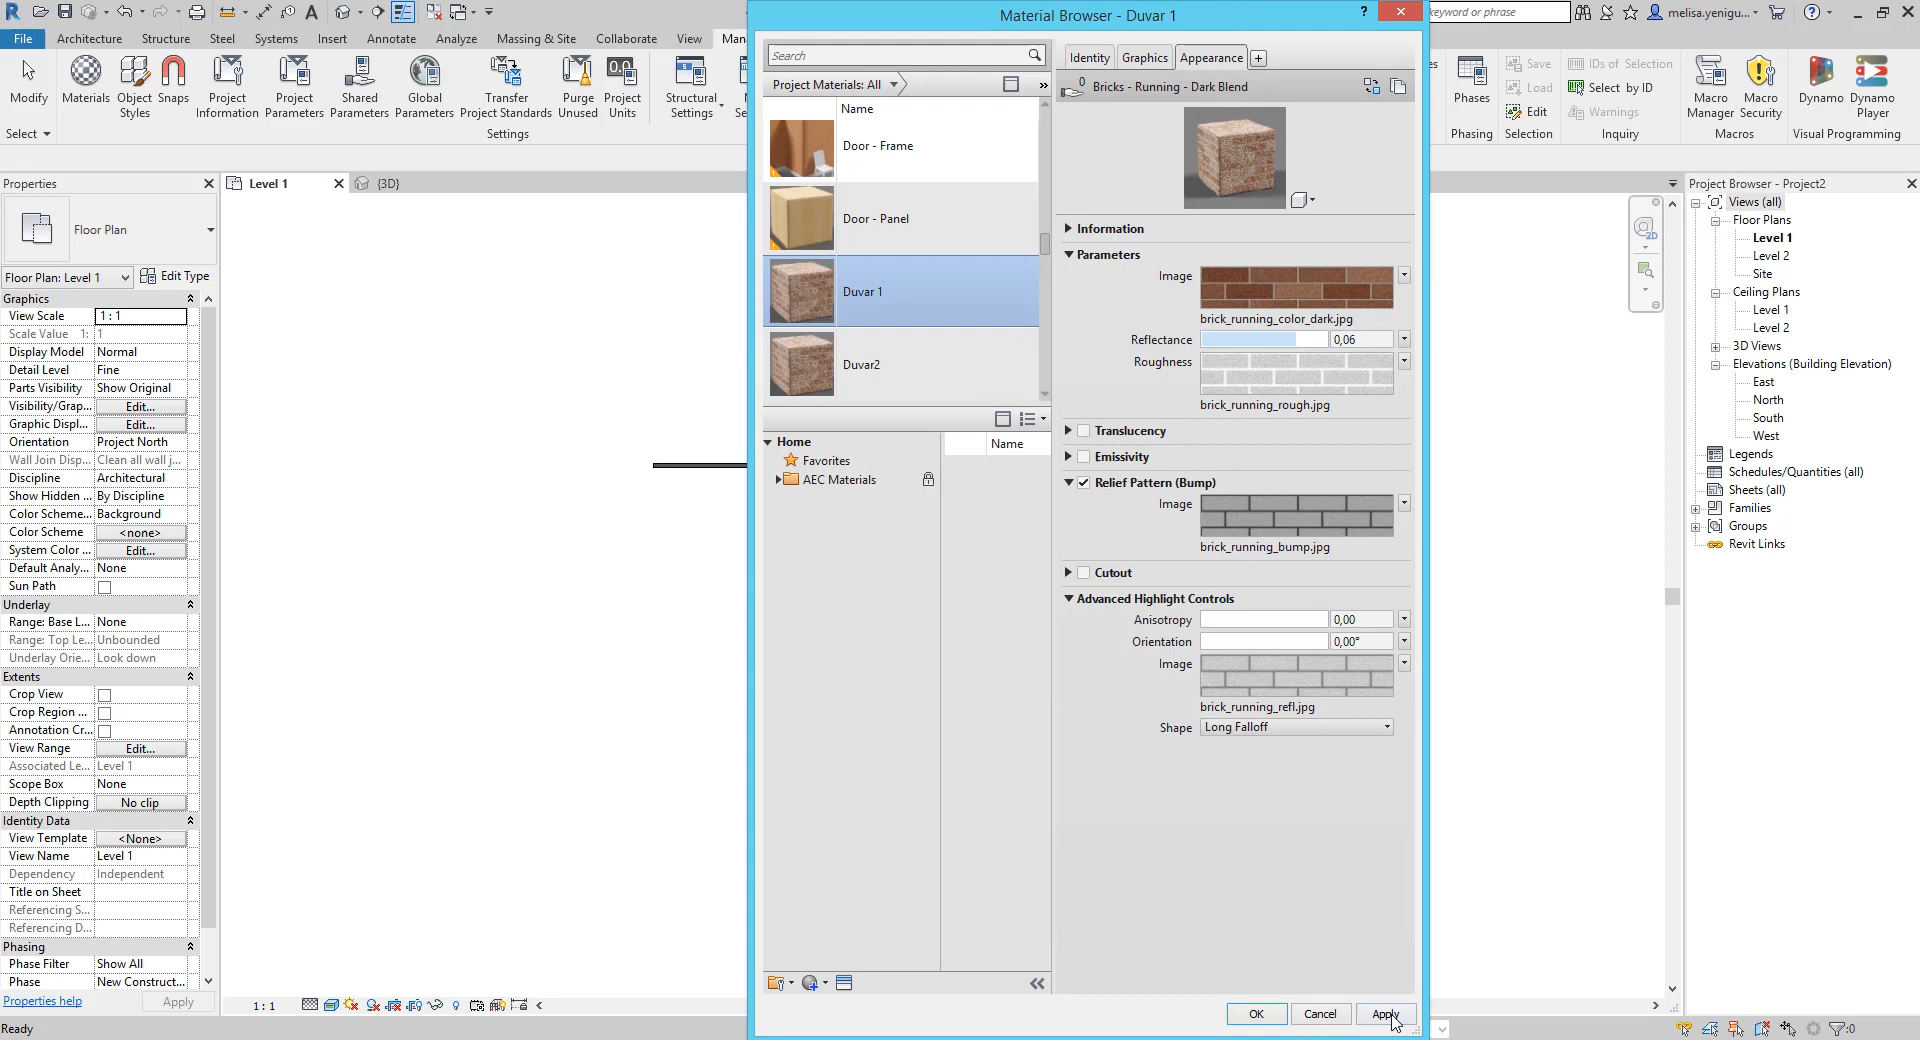 Material Browser - Duvar 1
keyword or phrase
melisa.yenigu...
File Architecture Structure Steel Systems Insert Annotate Analyze Massing & Site Collaborate View
Modify
Materials
Object Styles
Snaps
Project Information
Project Parameters
Shared Parameters
Global Parameters
Transfer Project Standards
Purge Unused
Project Units
Structural Settings
Phases
Save
Load
Edit
IDs of Selection
Select by ID
Warnings
Macro Manager
Macro Security
Dynamo
Dynamo Player
Select
Settings
Phasing
Selection
Inquiry
Macros
Visual Programming
Properties
Floor Plan
Floor Plan: Level 1
Edit Type
Graphics
View Scale 1 : 1
Scale Value 1: 1
Display Model Normal
Detail Level Fine
Parts Visibility Show Original
Visibility/Grap... Edit...
Graphic Displ... Edit...
Orientation Project North
Wall Join Disp... Clean all wall j...
Discipline Architectural
Show Hidden ... By Discipline
Color Scheme... Background
Color Scheme <none>
System Color ... Edit...
Default Analy... None
Sun Path
Underlay
Range: Base L... None
Range: Top Le... Unbounded
Underlay Orie... Look down
Extents
Crop View
Crop Region ...
Annotation Cr...
View Range Edit...
Associated Le... Level 1
Scope Box None
Depth Clipping No clip
Identity Data
View Template <None>
View Name Level 1
Dependency Independent
Title on Sheet
Referencing S...
Referencing D...
Phasing
Phase Filter Show All
Phase New Construct...
Properties help Apply
Ready
Level 1
{3D}
1 : 1
Search
Project Materials: All
Name
Door - Frame
Door - Panel
Duvar 1
Duvar2
Home
Favorites
AEC Materials
Name
Identity Graphics Appearance
0
Bricks - Running - Dark Blend
Information
Parameters
Image
brick_running_color_dark.jpg
Reflectance 0,06
Roughness
brick_running_rough.jpg
Translucency
Emissivity
Relief Pattern (Bump)
Image
brick_running_bump.jpg
Cutout
Advanced Highlight Controls
Anisotropy 0,00
Orientation 0,00°
Image
brick_running_refl.jpg
Shape Long Falloff
OK Cancel Apply
Project Browser - Project2
Views (all)
Floor Plans
Level 1
Level 2
Site
Ceiling Plans
Level 1
Level 2
3D Views
Elevations (Building Elevation)
East
North
South
West
Legends
Schedules/Quantities (all)
Sheets (all)
Families
Groups
Revit Links
2D
:0